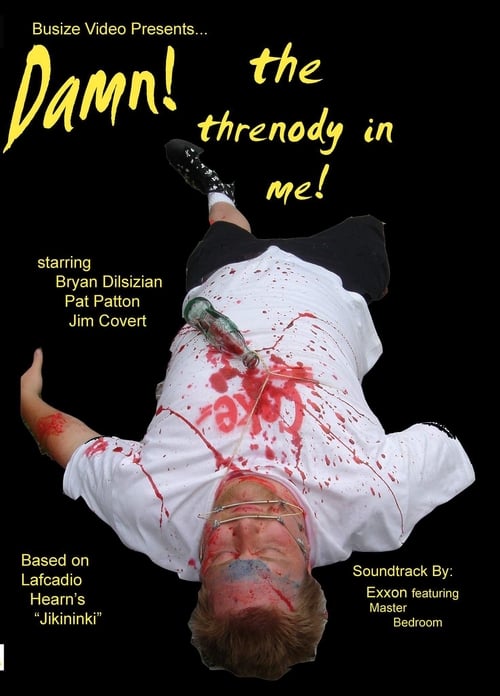 Busize Video Presents...
Damn! the
threnody in
me!
starring
Bryan Dilsizian
Pat Patton
Jim Covert
Coke
Based on
Lafcadio
Hearn's
"Jikininki"
Soundtrack By:
Exxon featuring
Master
Bedroom